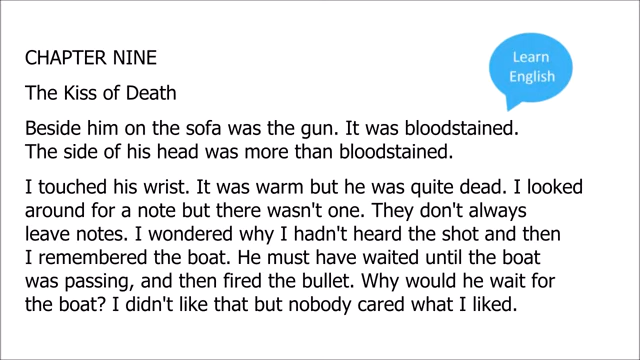 CHAPTER NINE
Learn
English
The Kiss of Death
Beside him on the sofa was the gun. It was bloodstained.
The side of his head was more than bloodstained.
I touched his wrist. It was warm but he was quite dead. I looked
around for a note but there wasn't one. They don't always
leave notes. I wondered why I hadn't heard the shot and then
I remembered the boat. He must have waited until the boat
was passing, and then fired the bullet. Why would he wait for
the boat? I didn't like that but nobody cared what I liked.